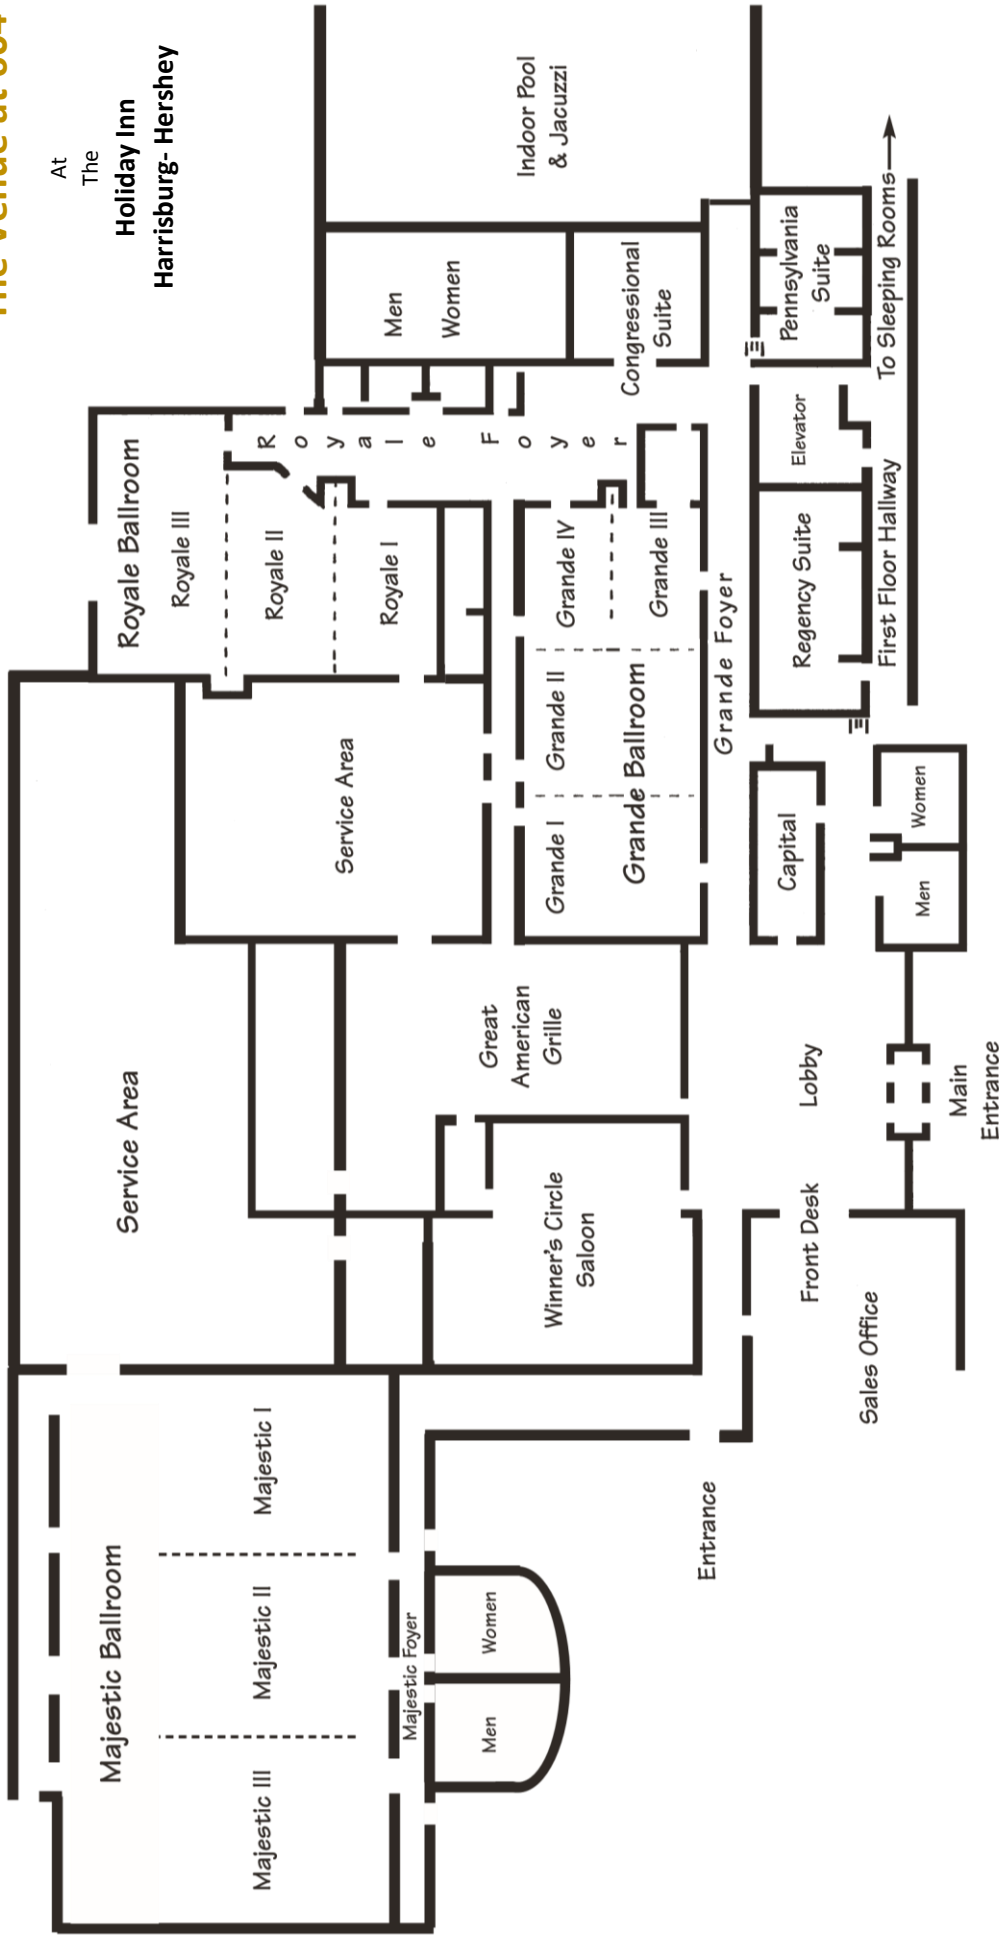 The Venue at 604
At
The
Holiday Inn
Harrisburg- Hershey
Majestic Ballroom
Majestic III
Majestic II
Majestic I
Majestic Foyer
Men
Women
Entrance
Service Area
Winner's Circle
Saloon
Great
American
Grille
Front Desk
Sales Office
Lobby
Main
Entrance
Service Area
Royale Ballroom
Royale III
Royale II
Royale I
Royale Foyer
Grande I
Grande II
Grande IV
Grande III
Grande Ballroom
Grande Foyer
Capital
Men
Women
Regency Suite
Elevator
First Floor Hallway
To Sleeping Rooms
Men
Women
Congressional
Suite
Pennsylvania
Suite
Indoor Pool
& Jacuzzi